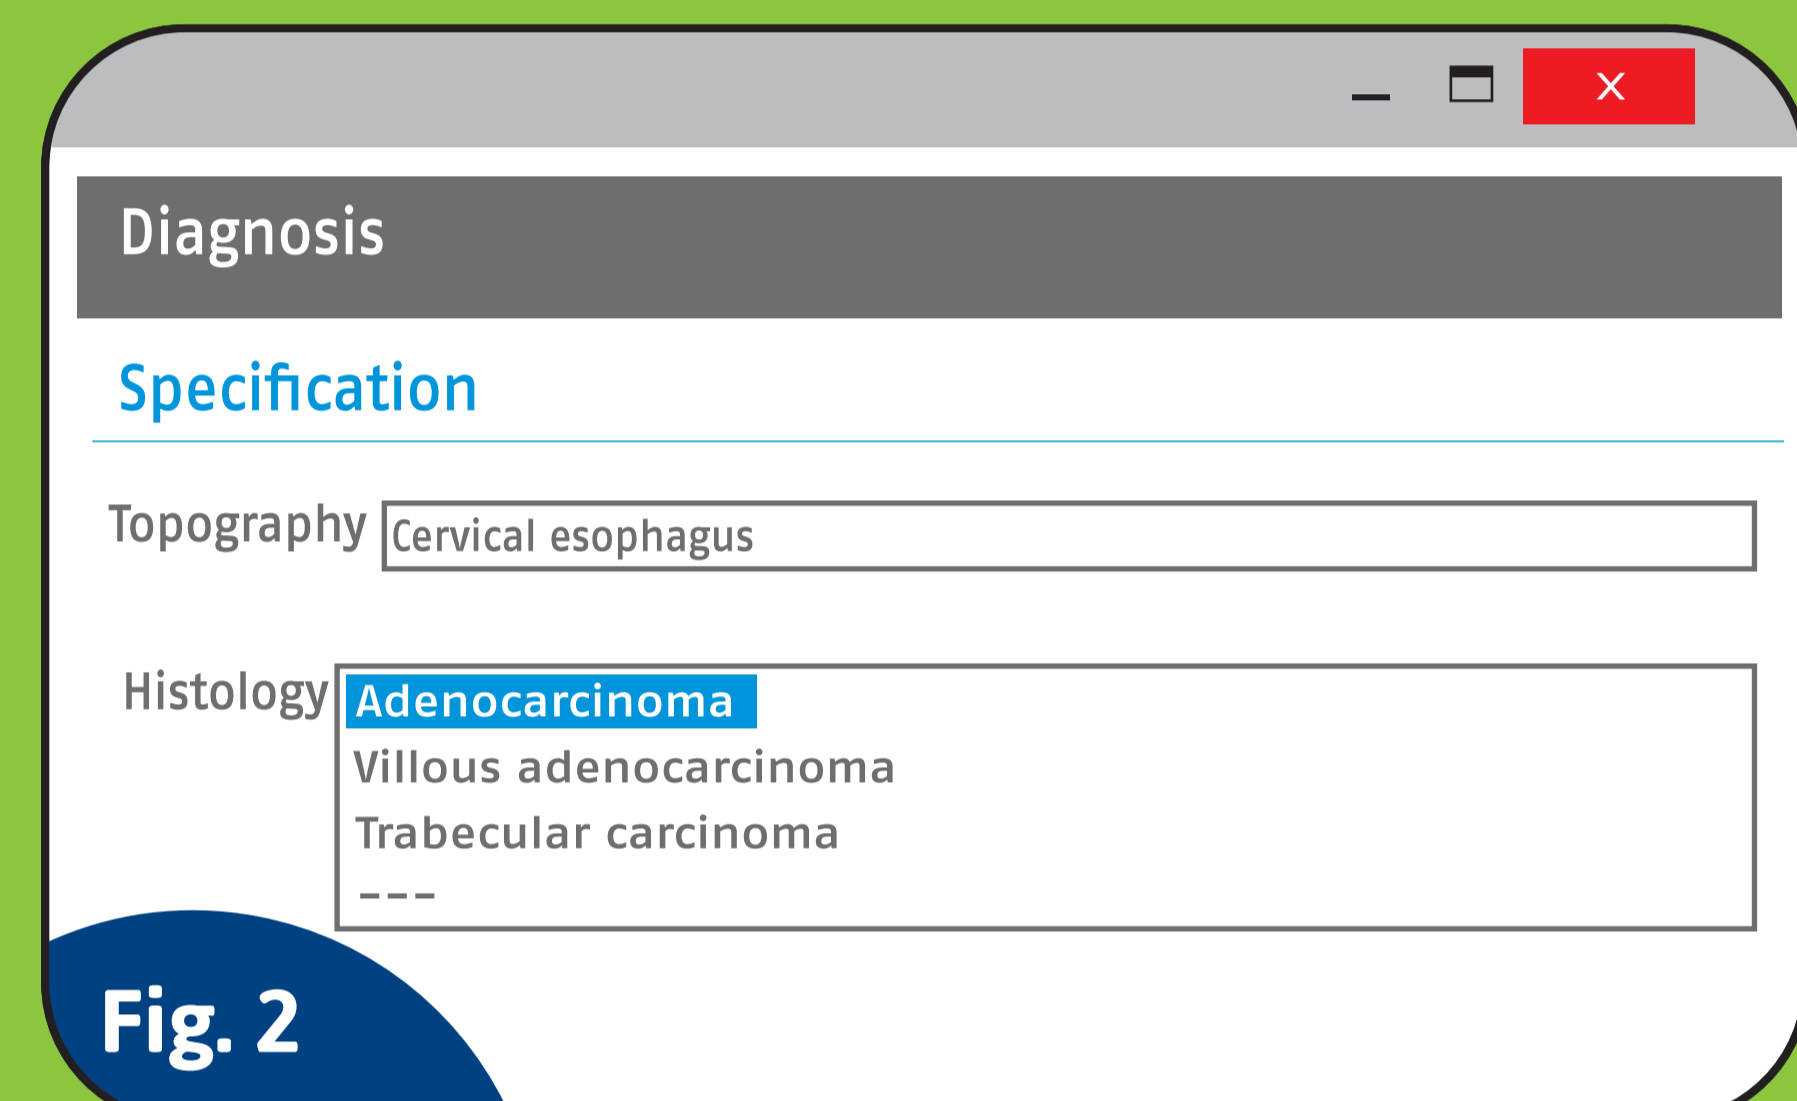 X
Diagnosis
Specification
Topography Cervical esophagus
Histology Adenocarcinoma
Villous adenocarcinoma
Trabecular carcinoma
---
Fig. 2